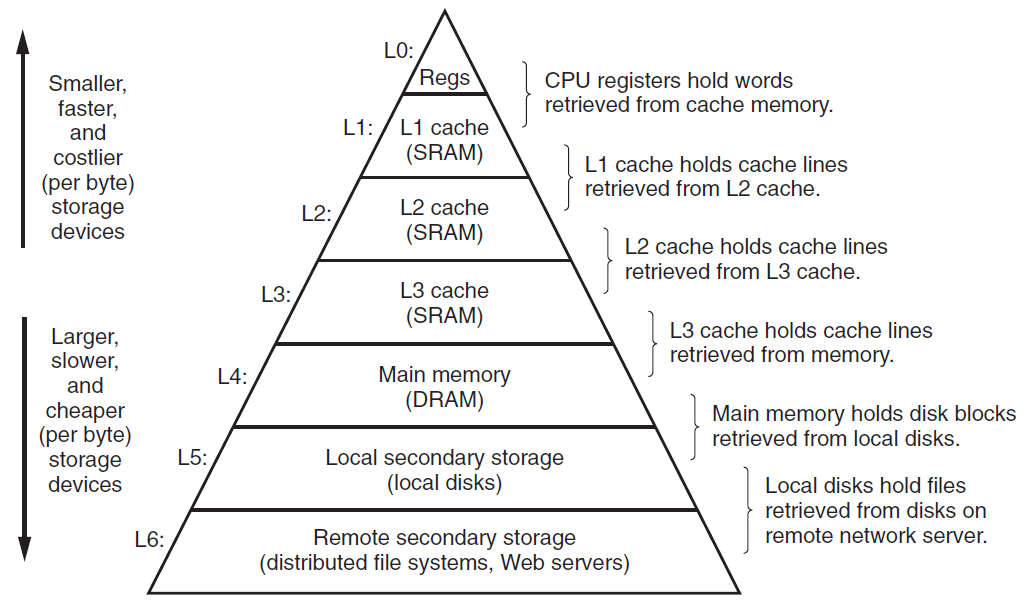 Smaller,
faster,
and
costlier
(per byte)
storage
devices
Larger,
slower,
and
cheaper
(per byte)
storage
devices
L0:
Regs
L1:
L1 cache
(SRAM)
L2:
L2 cache
(SRAM)
L3:
L3 cache
(SRAM)
L4:
Main memory
(DRAM)
L5:
Local secondary storage
(local disks)
L6:
Remote secondary storage
(distributed file systems, Web servers)
CPU registers hold words
retrieved from cache memory.
L1 cache holds cache lines
retrieved from L2 cache.
L2 cache holds cache lines
retrieved from L3 cache.
L3 cache holds cache lines
retrieved from memory.
Main memory holds disk blocks
retrieved from local disks.
Local disks hold files
retrieved from disks on
remote network server.